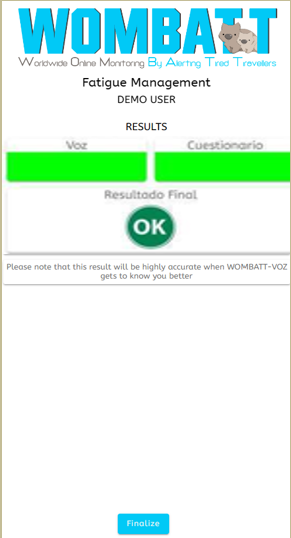 WOMBATT
Worldwide Online Monitoring By Alerting Tired Travellers
Fatigue Management
DEMO USER
RESULTS
Voz Cuestionario
Resultado Final
OK
Please note that this result will be highly accurate when WOMBATT-VOZ
gets to know you better
Finalize